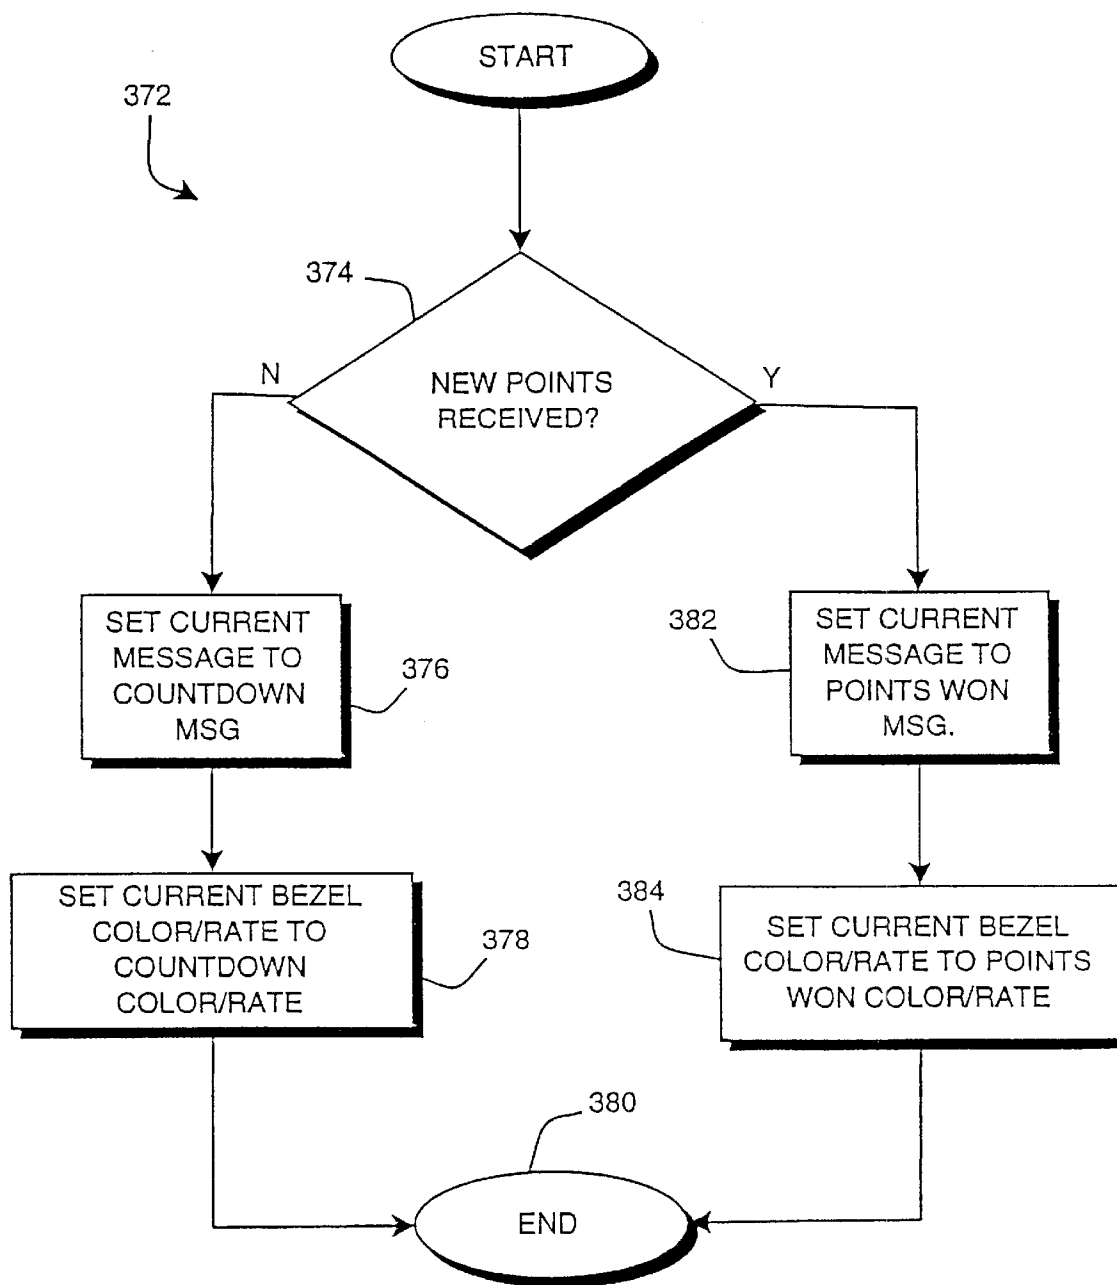 START
372
374
N
NEW POINTS
RECEIVED?
Y
SET CURRENT
MESSAGE TO
COUNTDOWN
MSG
376
382
SET CURRENT
MESSAGE TO
POINTS WON
MSG.
SET CURRENT BEZEL
COLOR/RATE TO
COUNTDOWN
COLOR/RATE
378
384
SET CURRENT BEZEL
COLOR/RATE TO POINTS
WON COLOR/RATE
380
END